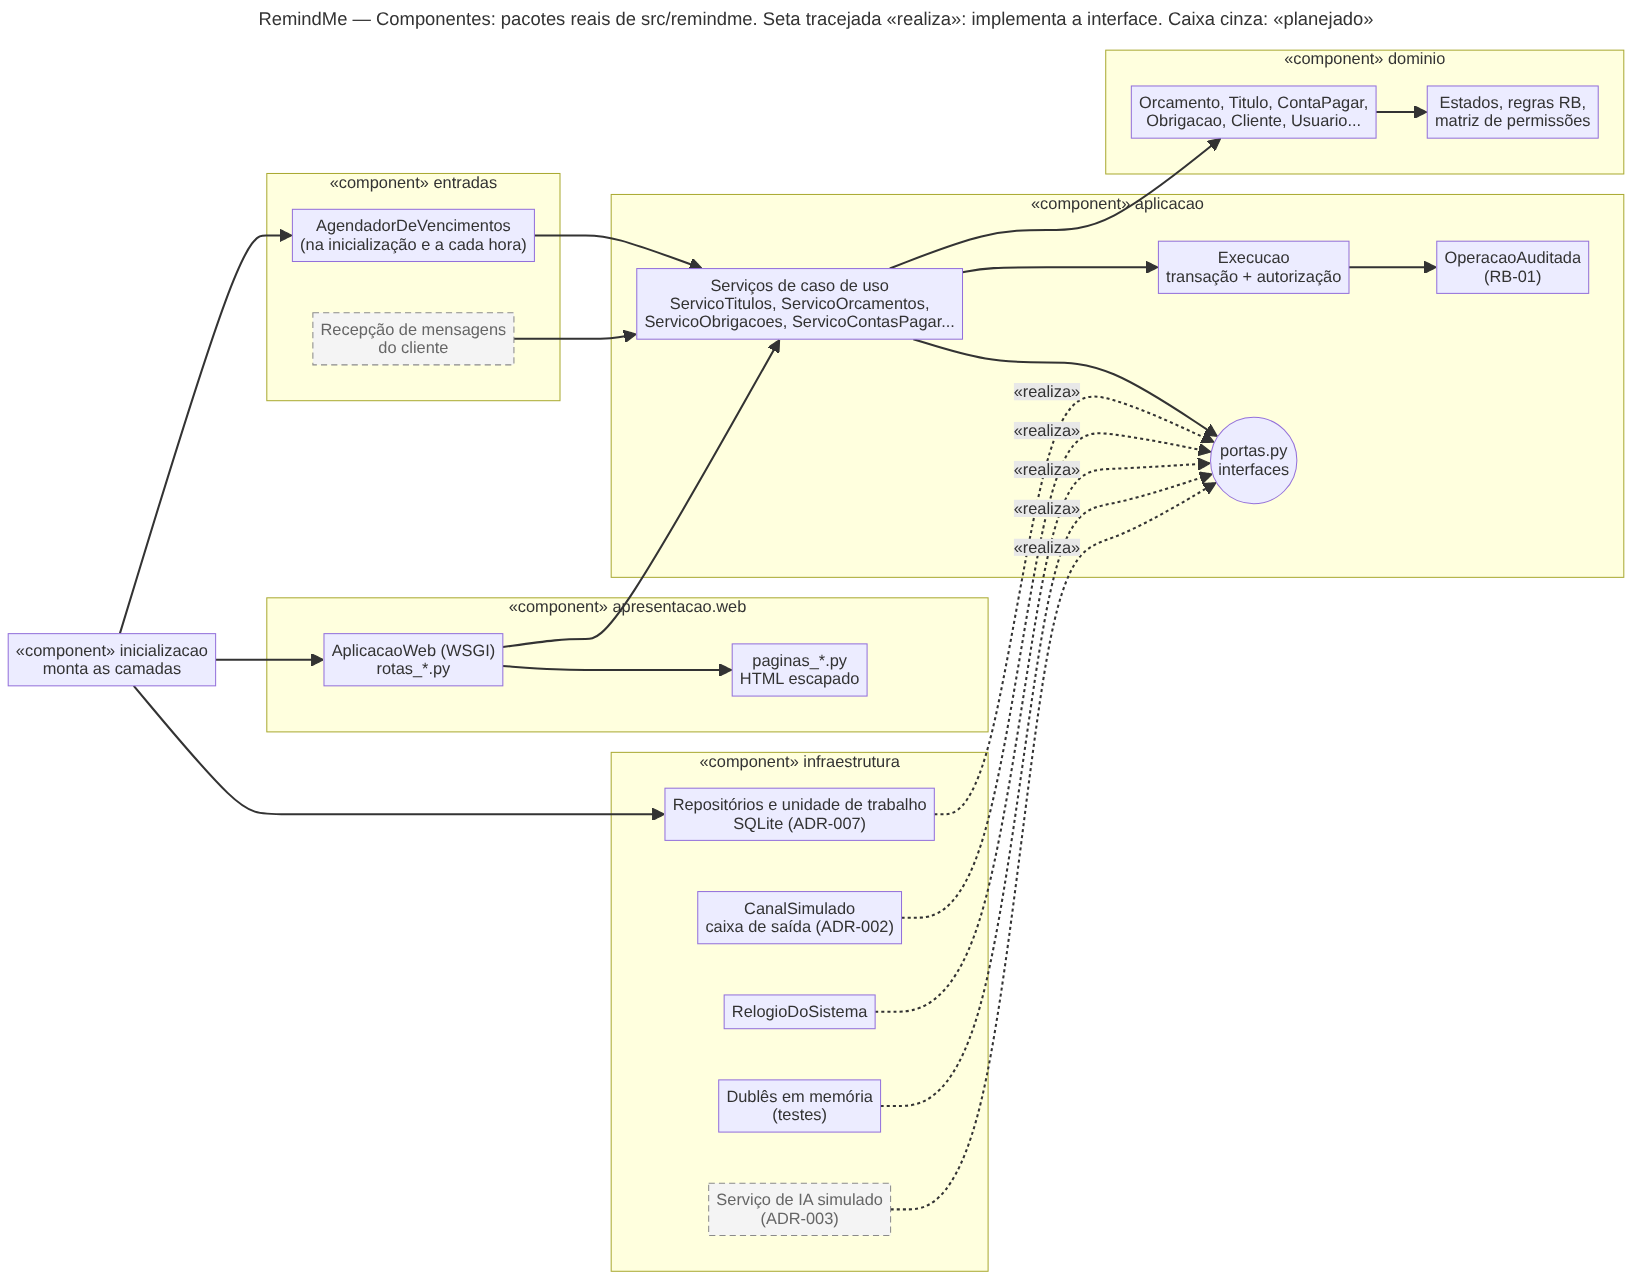 RemindMe — Componentes: pacotes reais de src/remindme. Seta tracejada «realiza»: implementa a interface. Caixa cinza: «planejado»
«component» dominio
Orcamento, Titulo, ContaPagar,
Obrigacao, Cliente, Usuario...
Estados, regras RB,
matriz de permissões
«component» entradas
AgendadorDeVencimentos
(na inicialização e a cada hora)
Recepção de mensagens
do cliente
«component» aplicacao
Serviços de caso de uso
ServicoTitulos, ServicoOrcamentos,
ServicoObrigacoes, ServicoContasPagar...
Execucao
transação + autorização
OperacaoAuditada
(RB-01)
«realiza»
«realiza»
«realiza»
«realiza»
«realiza»
portas.py
interfaces
«component» inicializacao
monta as camadas
«component» apresentacao.web
AplicacaoWeb (WSGI)
rotas_*.py
paginas_*.py
HTML escapado
«component» infraestrutura
Repositórios e unidade de trabalho
SQLite (ADR-007)
CanalSimulado
caixa de saída (ADR-002)
RelogioDoSistema
Dublês em memória
(testes)
Serviço de IA simulado
(ADR-003)